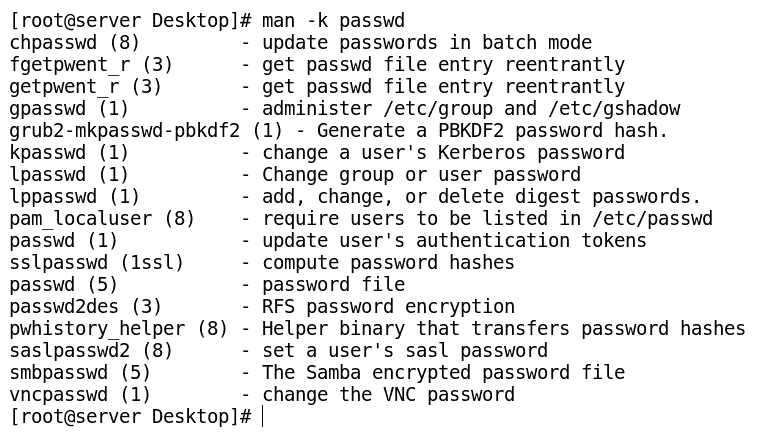 [root@server Desktop]# man -k passwd
chpasswd (8)         - update passwords in batch mode
fgetpwent_r (3)      - get passwd file entry reentrantly
getpwent_r (3)       - get passwd file entry reentrantly
gpasswd (1)          - administer /etc/group and /etc/gshadow
grub2-mkpasswd-pbkdf2 (1) - Generate a PBKDF2 password hash.
kpasswd (1)          - change a user's Kerberos password
lpasswd (1)          - Change group or user password
lppasswd (1)         - add, change, or delete digest passwords.
pam_localuser (8)    - require users to be listed in /etc/passwd
passwd (1)           - update user's authentication tokens
sslpasswd (1ssl)     - compute password hashes
passwd (5)           - password file
passwd2des (3)       - RFS password encryption
pwhistory_helper (8) - Helper binary that transfers password hashes
saslpasswd2 (8)      - set a user's sasl password
smbpasswd (5)        - The Samba encrypted password file
vncpasswd (1)        - change the VNC password
[root@server Desktop]#